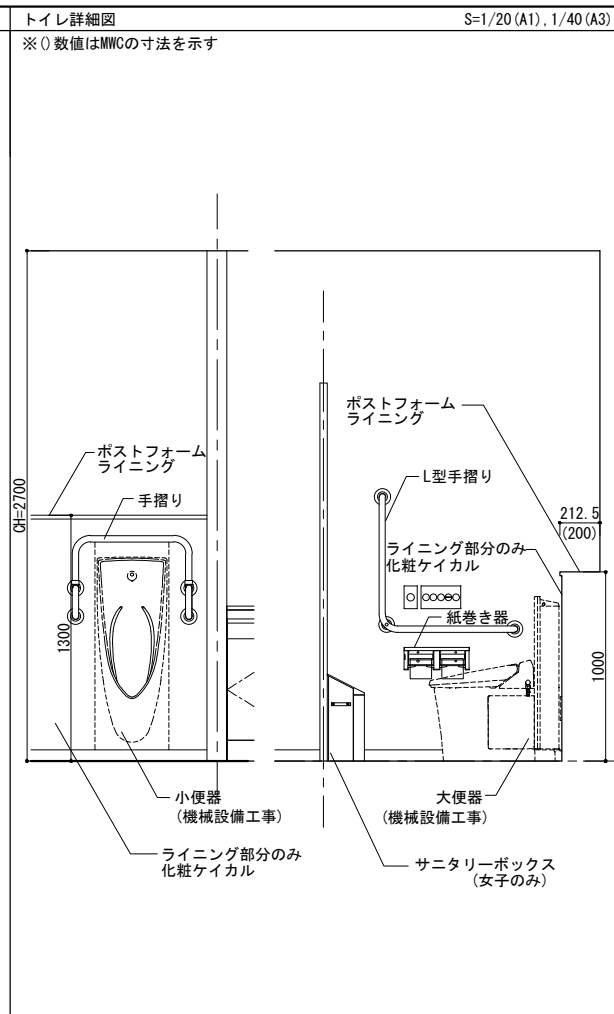 トイレ詳細図
S=1/20(A1),1/40(A3)
※()数値はMWCの寸法を示す
ポストフォーム
ライニング
L型手摺り
ポストフォーム
ライニング
手摺り
CH=2700
212.5
(200)
ライニング部分のみ
化粧ケイカル
紙巻き器
1300
1000
小便器
(機械設備工事)
大便器
(機械設備工事)
ライニング部分のみ
化粧ケイカル
サニタリーボックス
(女子のみ)